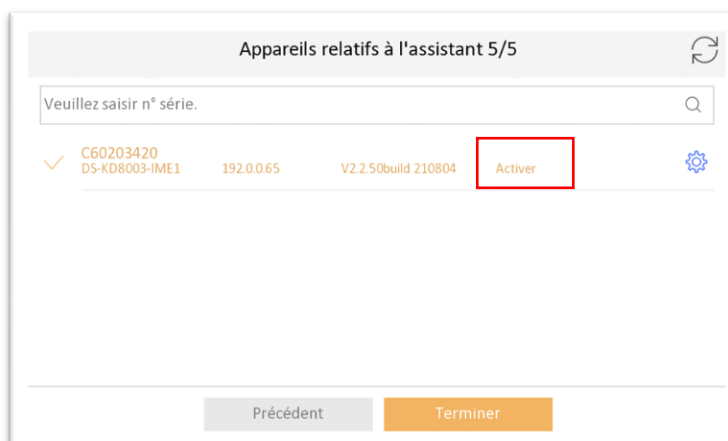 Appareils relatifs à l'assistant 5/5
Veuillez saisir n° série.
C60203420
DS-KD8003-IME1 192.0.0.65 V2.2.50build 210804 Activer
Précédent Terminer